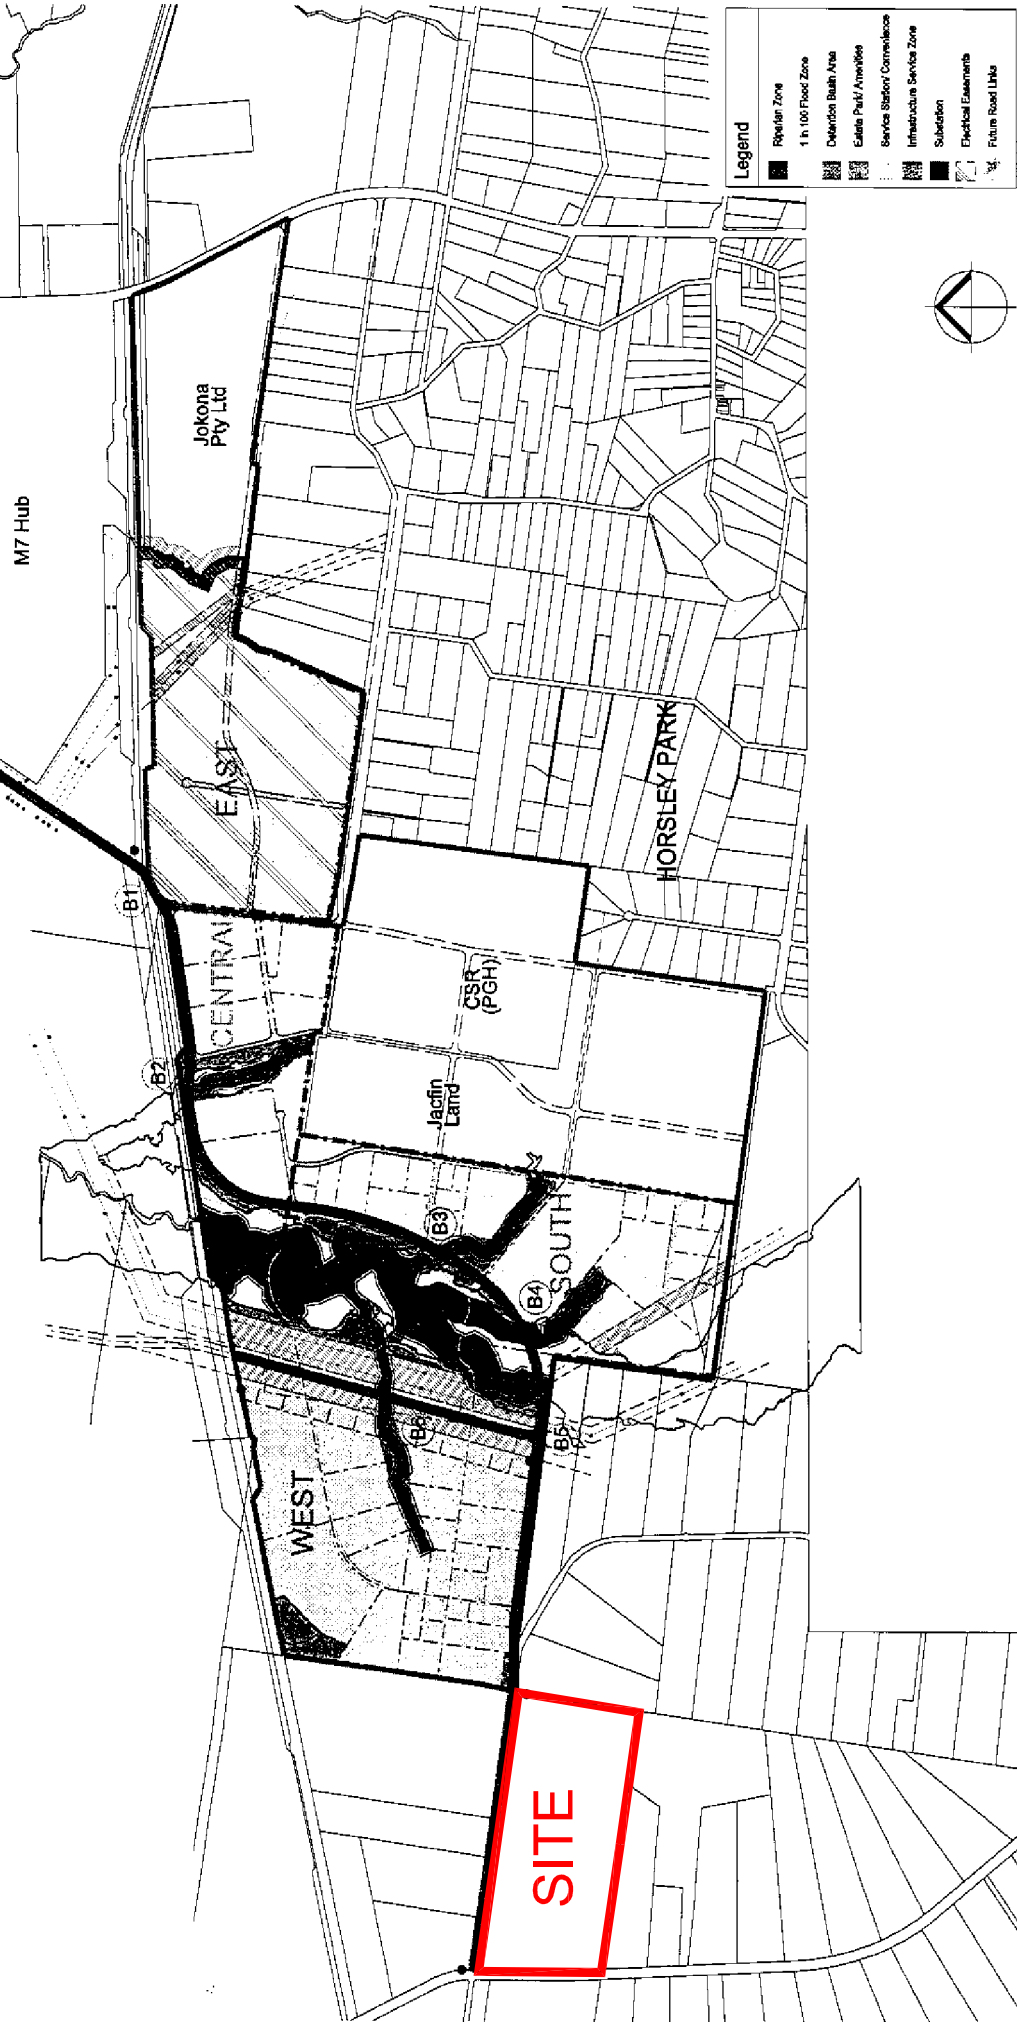 M7 Hub
Jokona
Pty Ltd
EAST
B1
CENTRAL
B2
CSR
(PGH)
Jacfin
Land
HORSLEY PARK
B3
SOUTH
B4
B5
B6
WEST
SITE
Legend
Riparian Zone
1 in 100 Flood Zone
Detention Basin Area
Estate Park/ Amenities
Service Station/ Convenience
Infrastructure Service Zone
Substation
Electrical Easements
Future Road Links